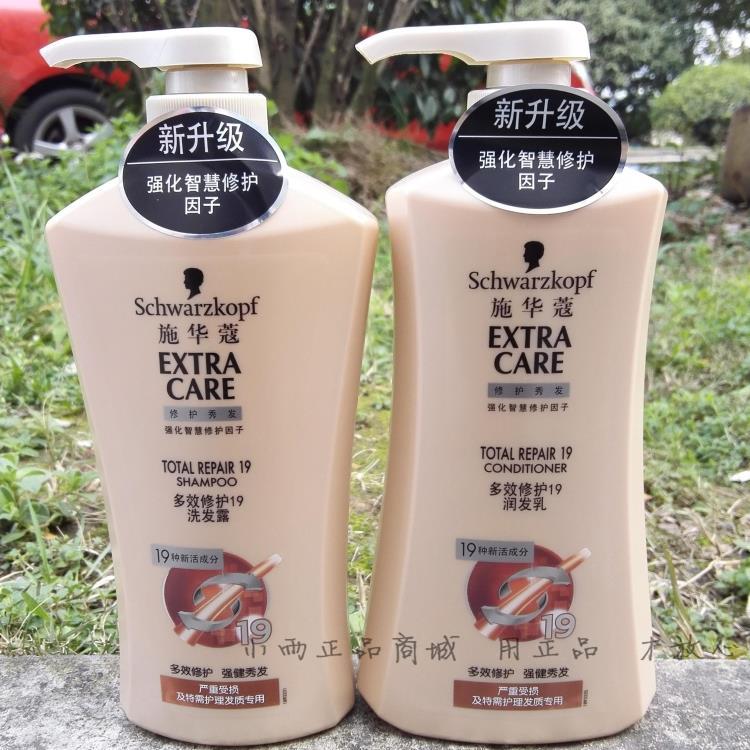 新升级
强化智慧修护
因子
Schwarzkopf
施华蔻
EXTRA
CARE
修护秀发
强化智慧修护因子
TOTAL REPAIR 19
SHAMPOO
多效修护19
洗发露
19种新活成分
19
多效修护 强健秀发
严重受损
及特需护理发质专用
新升级
强化智慧修护
因子
Schwarzkopf
施华蔻
EXTRA
CARE
修护秀发
强化智慧修护因子
TOTAL REPAIR 19
CONDITIONER
多效修护19
润发乳
19种新活成分
19
多效修护 强健秀发
严重受损
及特需护理发质专用
小西正品商城 用正品